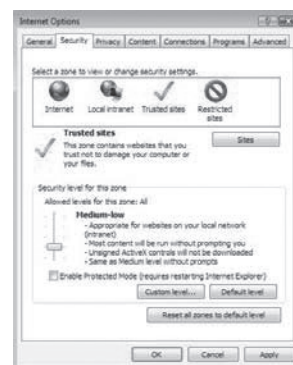 Internet Options
General Security Privacy Content Connections Programs Advanced
Select a zone to view or change security settings.
Internet Local intranet Trusted sites Restricted sites
Trusted sites
Sites
This zone contains websites that you
trust not to damage your computer or
your files.
Security level for this zone
Allowed levels for this zone: All
Medium-low
- Appropriate for websites on your local network
(intranet)
- Most content will be run without prompting you
- Unsigned ActiveX controls will not be downloaded
- Same as Medium level without prompts
Enable Protected Mode (requires restarting Internet Explorer)
Custom level... Default level
Reset all zones to default level
OK Cancel Apply